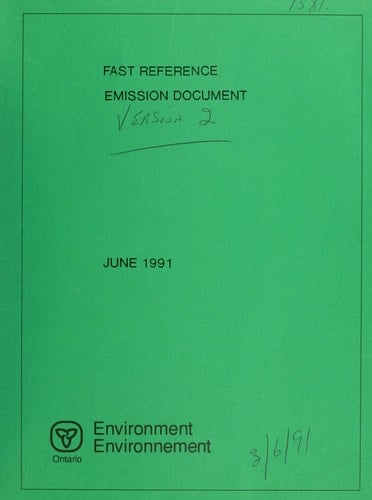 1581.
FAST REFERENCE
EMISSION DOCUMENT
VERSION 2
JUNE 1991
Environment
Environnement
Ontario
3/6/91